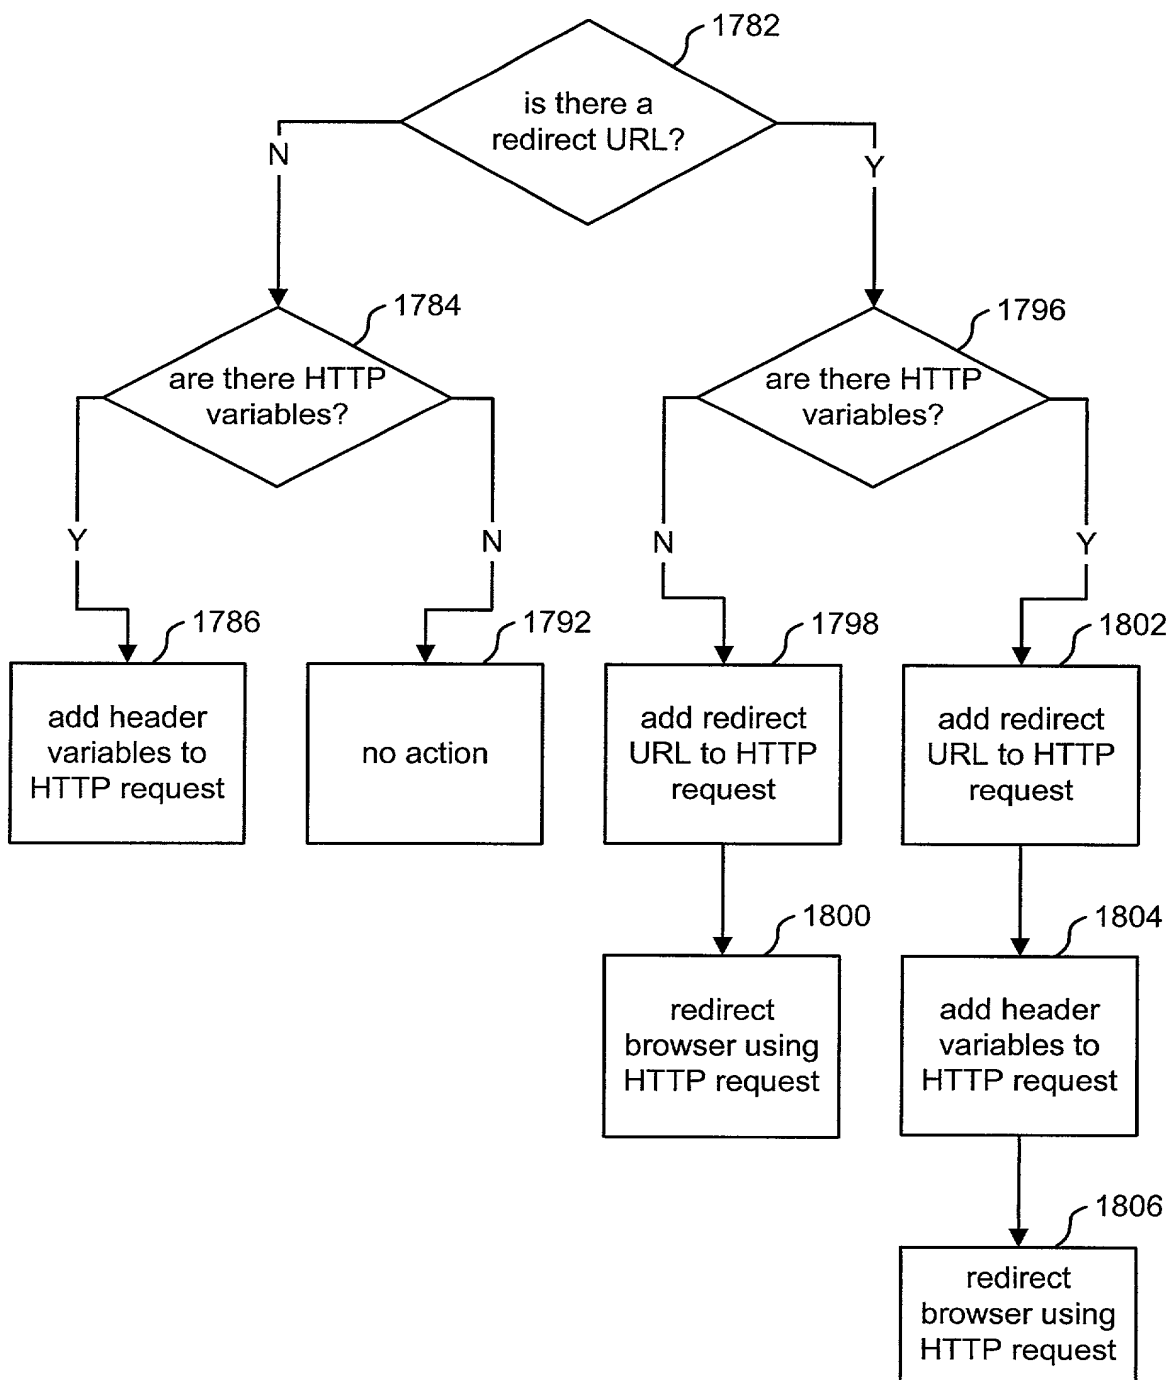 1782
is there a
redirect URL?
N
Y
1784
1796
are there HTTP
variables?
are there HTTP
variables?
Y
N
N
Y
1786
1792
1798
1802
add header
variables to
HTTP request
no action
add redirect
URL to HTTP
request
add redirect
URL to HTTP
request
1800
1804
redirect
browser using
HTTP request
add header
variables to
HTTP request
1806
redirect
browser using
HTTP request